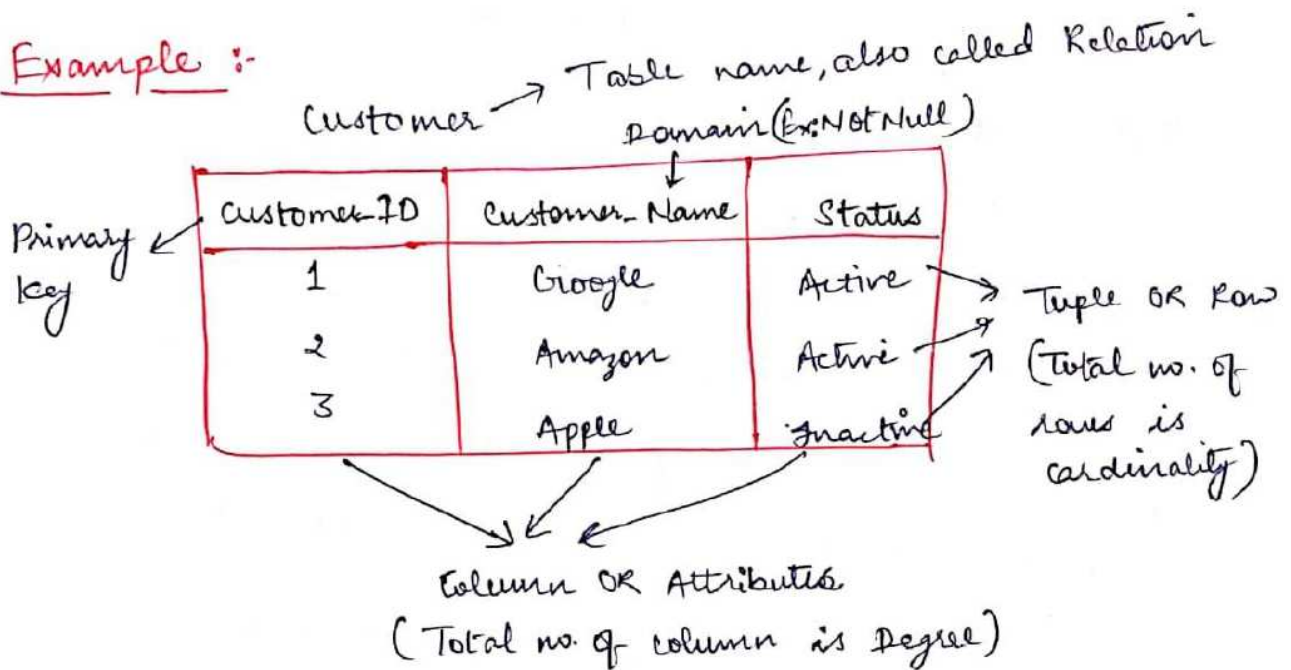 Example :-
Customer → Table name, also called Relation
Domain (Ex: Not Null)
Primary
key
Customer_ID Customer_Name Status
1 Google Active
2 Amazon Active
3 Apple Inactive
Tuple OR Row
(Total no. of
rows is
cardinality)
Column OR Attributes
(Total no. of column is Degree)